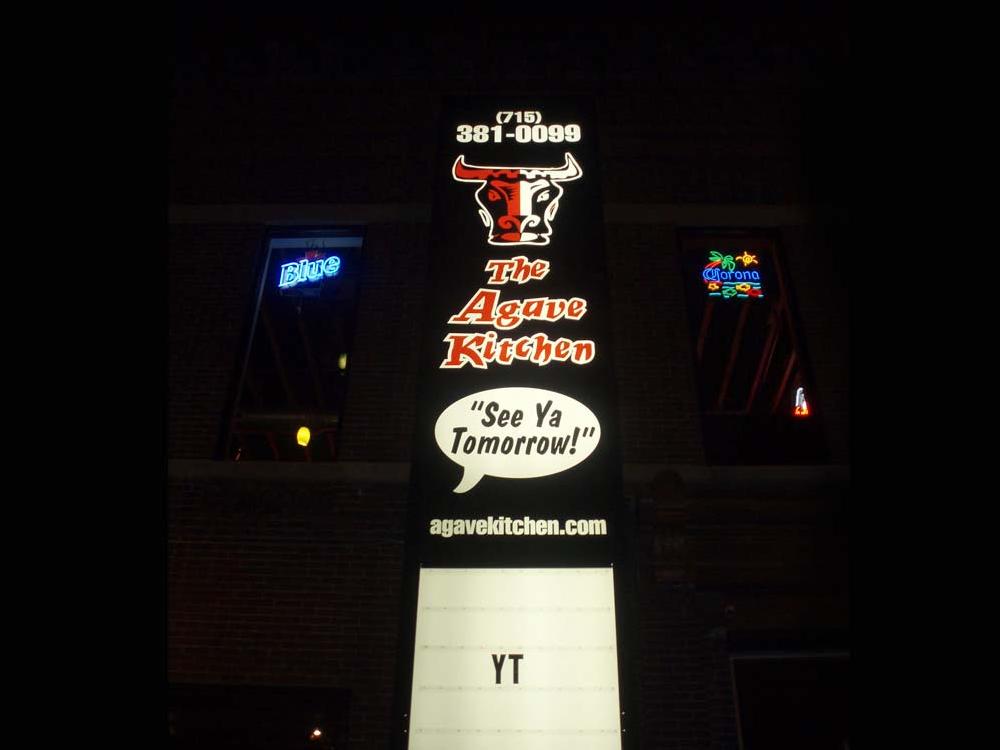 (715)
381-0099
The
Agave
Kitchen
"See Ya
Tomorrow!"
agavekitchen.com
YT
Blue
Corona